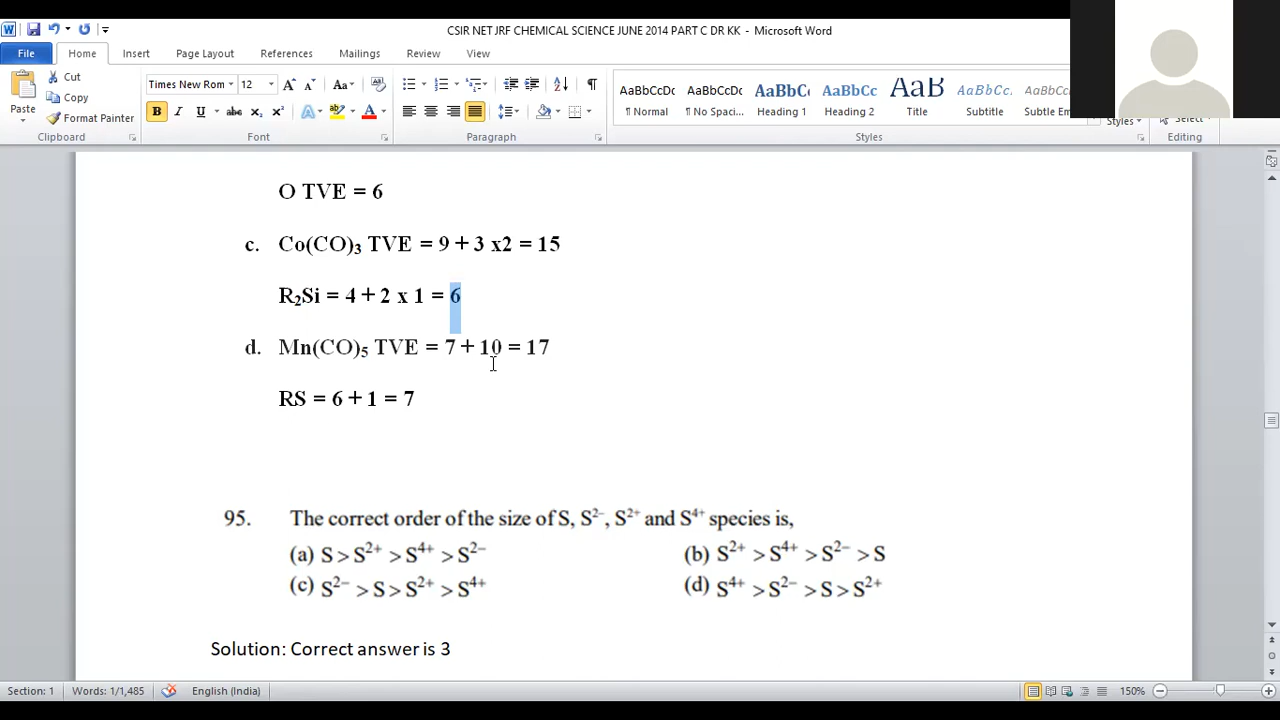 CSIR NET JRF CHEMICAL SCIENCE JUNE 2014 PART C DR KK - Microsoft Word
File Home Insert Page Layout References Mailings Review View
Paste
Cut
Copy
Format Painter
Clipboard
Times New Rom 12
Font
Paragraph
AaBbCcDc AaBbCcDc AaBbCc AaBbCc AaB AaBbCc. AaBbCc.
¶ Normal ¶ No Spaci... Heading 1 Heading 2 Title Subtitle Subtle Em
Styles
Styles
Editing
O TVE = 6
c. Co(CO)₃ TVE = 9 + 3 x2 = 15
R₂Si = 4 + 2 x 1 = 6
d. Mn(CO)₅ TVE = 7 + 10 = 17
RS = 6 + 1 = 7
95. The correct order of the size of S, S²⁻, S²⁺ and S⁴⁺ species is,
(a) S > S²⁺ > S⁴⁺ > S²⁻ (b) S²⁺ > S⁴⁺ > S²⁻ > S
(c) S²⁻ > S > S²⁺ > S⁴⁺ (d) S⁴⁺ > S²⁻ > S > S²⁺
Solution: Correct answer is 3
Section: 1 Words: 1/1,485 English (India) 150%